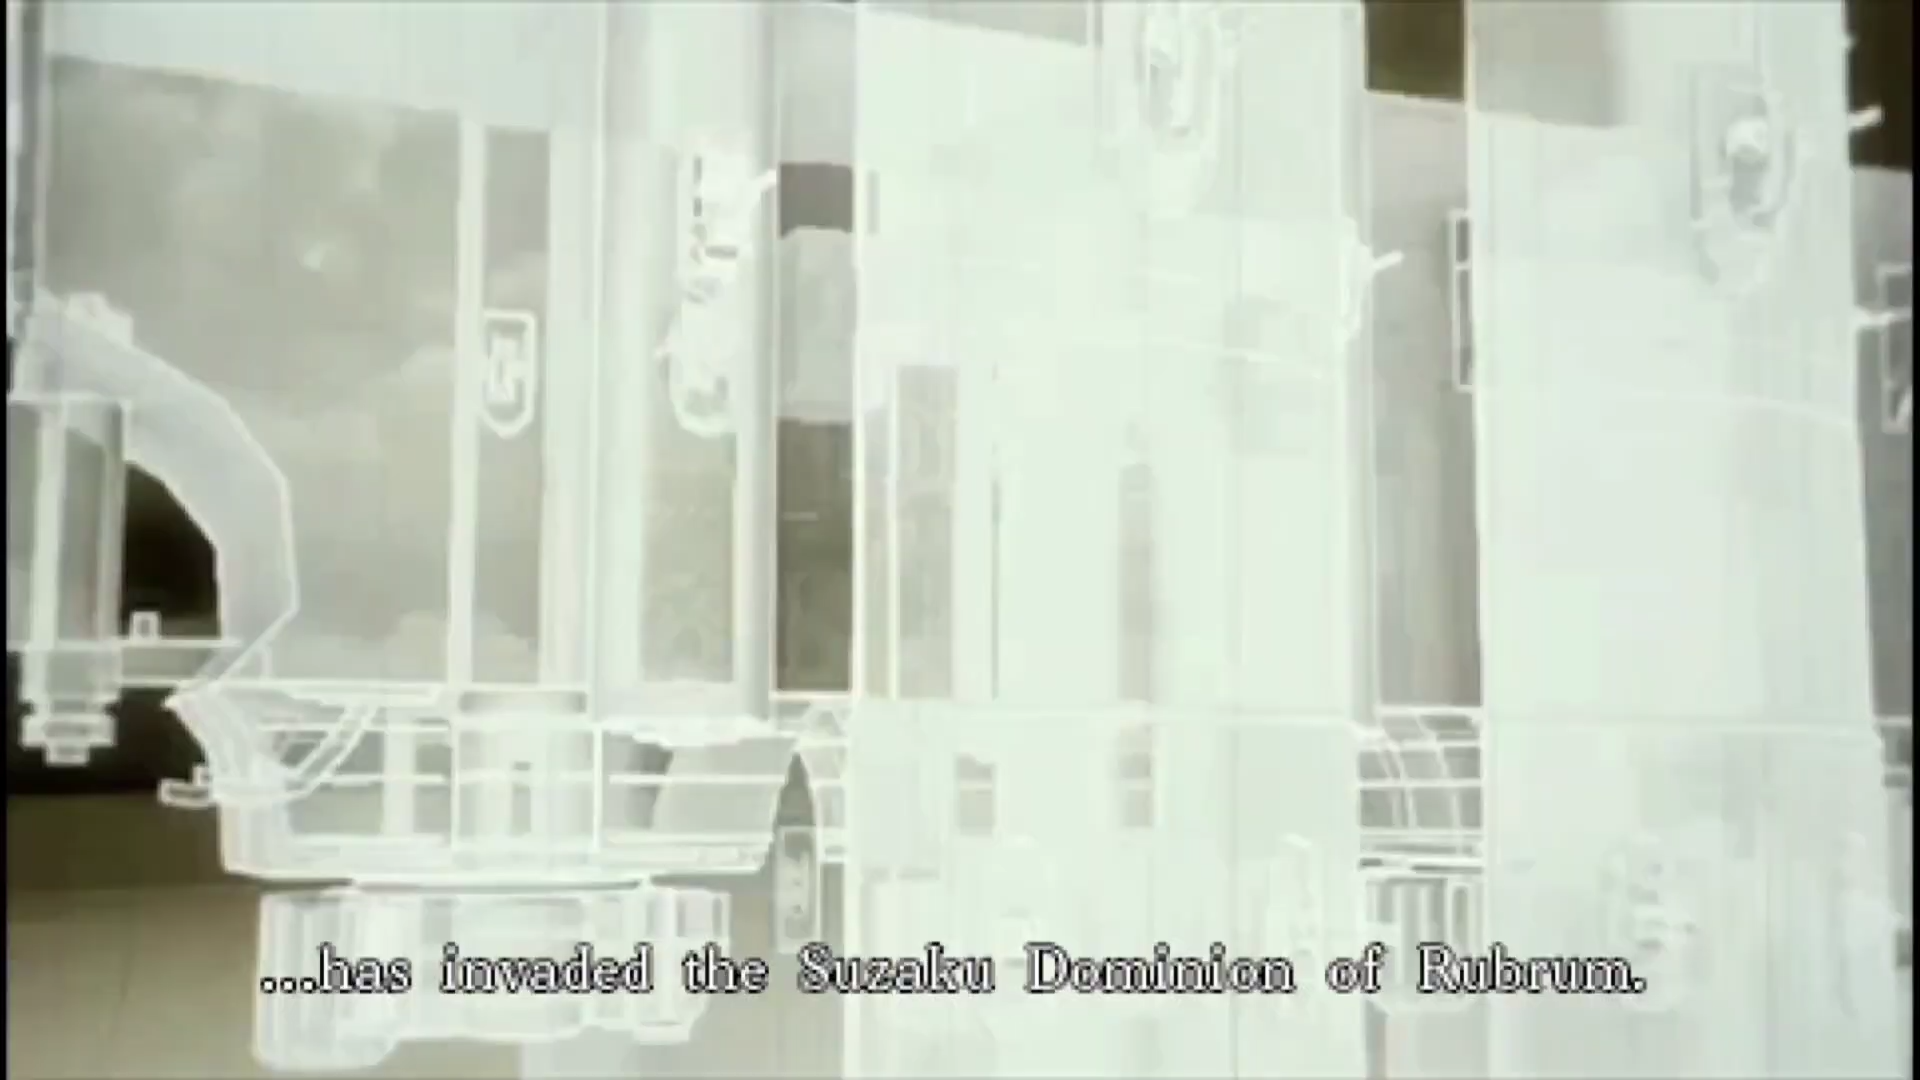 ...has invaded the Suzaku Dominion of Rubrum.